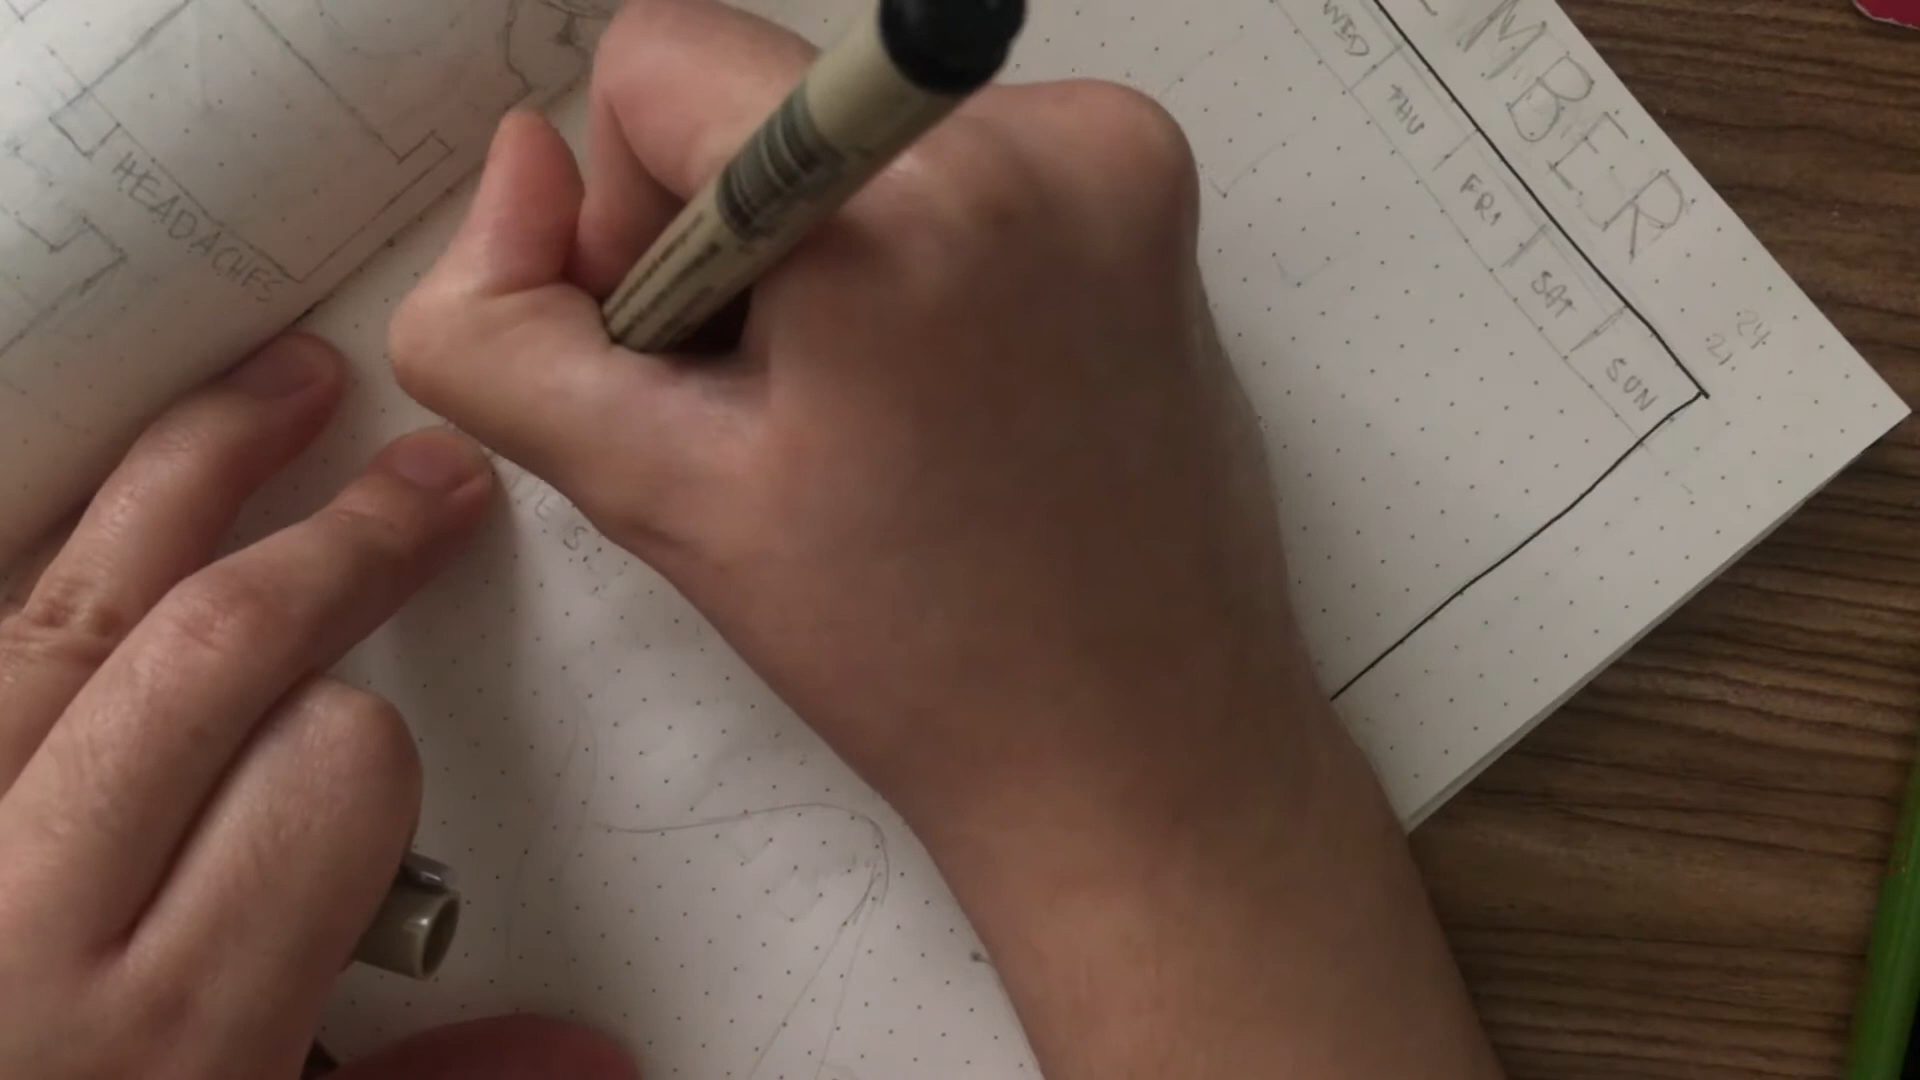 MBER
WED
THU
FRI
SAT
SUN
24
21
HEADACHES